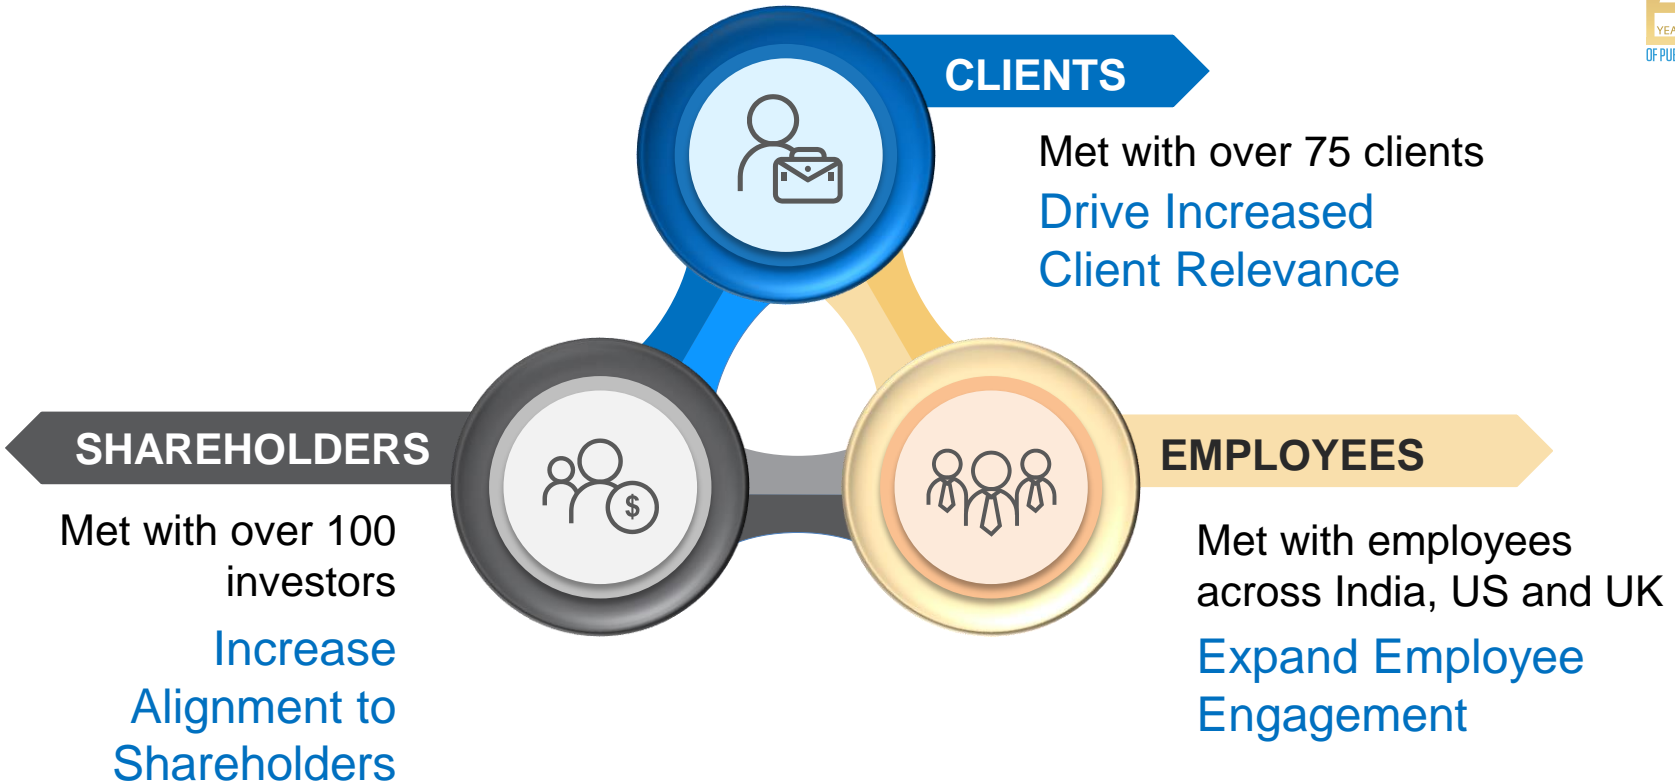 CLIENTS
Met with over 75 clients
Drive Increased
Client Relevance
SHAREHOLDERS
Met with over 100
investors
Increase
Alignment to
Shareholders
$
EMPLOYEES
Met with employees
across India, US and UK
Expand Employee
Engagement